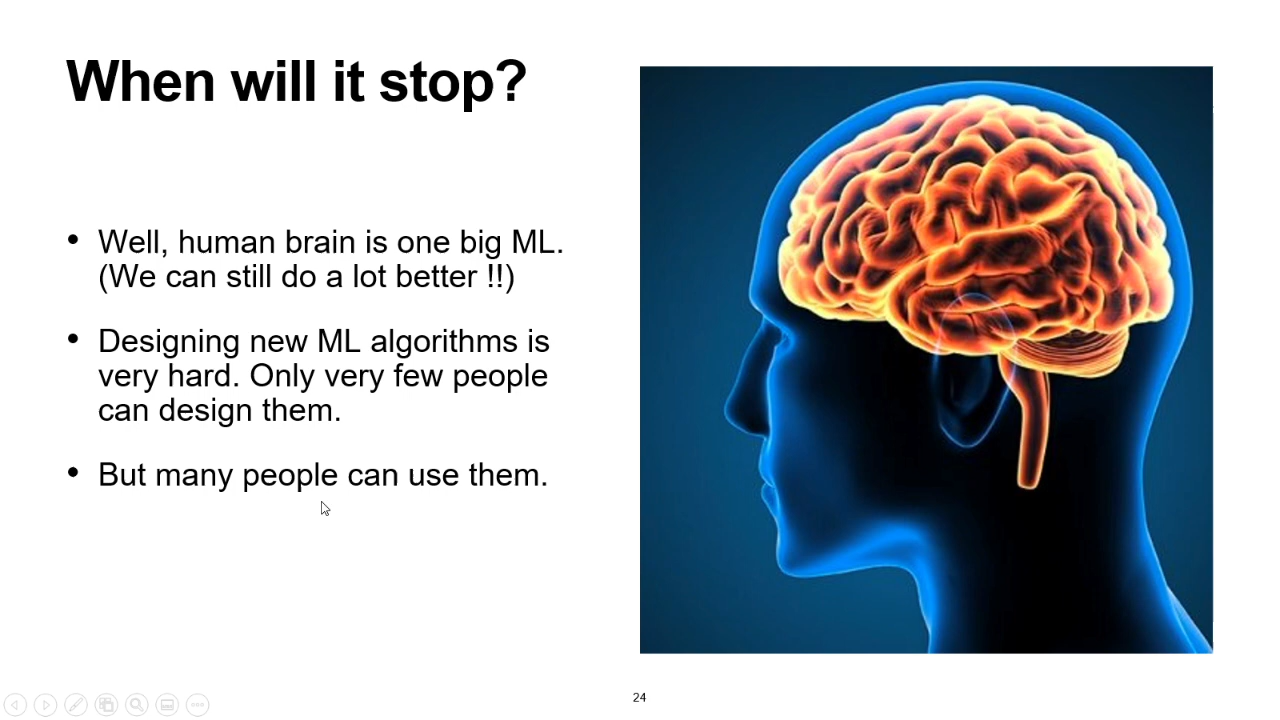 When will it stop?
• Well, human brain is one big ML.
(We can still do a lot better !!)
• Designing new ML algorithms is
very hard. Only very few people
can design them.
• But many people can use them.
24